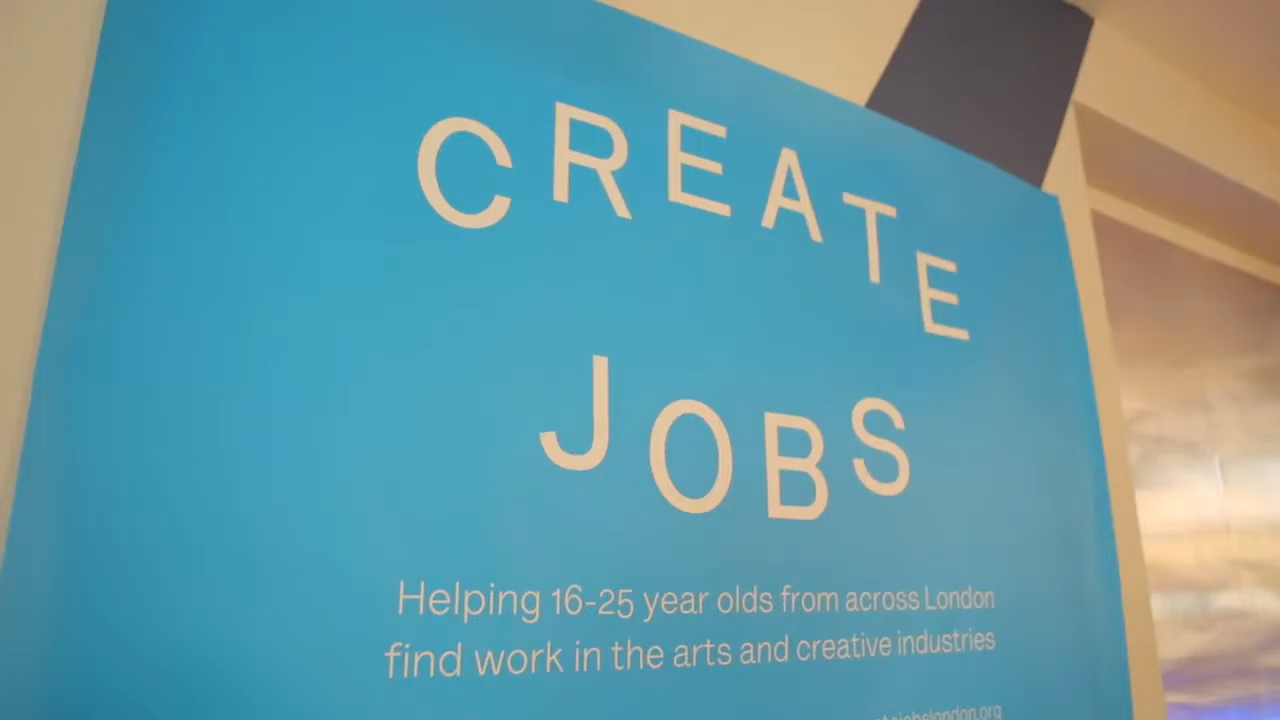 CREATE
JOBS
Helping 16-25 year olds from across London
find work in the arts and creative industries